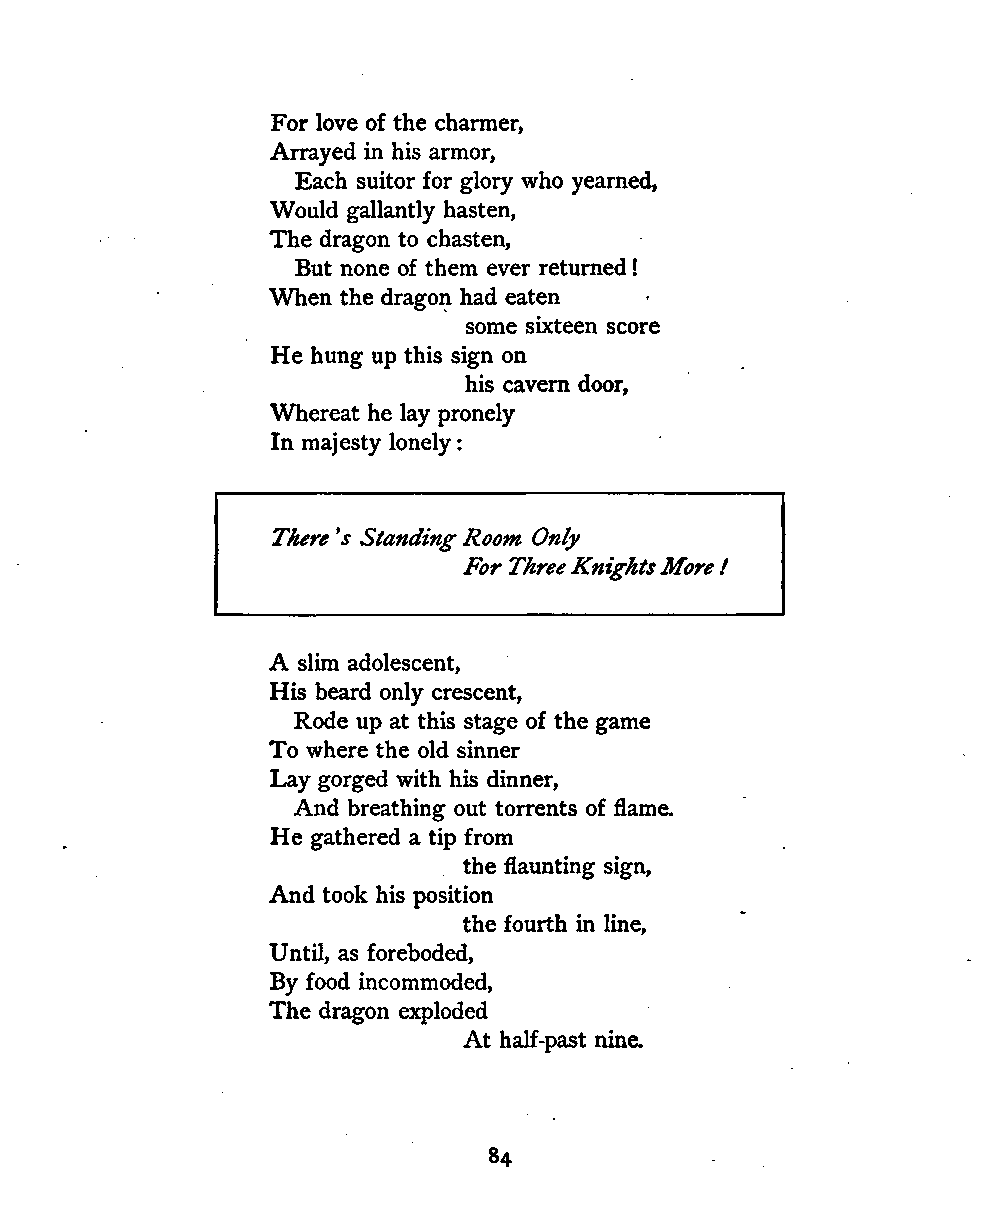 For love of the charmer,
Arrayed in his armor,
Each suitor for glory who yearned,
Would gallantly hasten,
The dragon to chasten,
But none of them ever returned!
When the dragon had eaten
some sixteen score
He hung up this sign on
his cavern door,
Whereat he lay pronely
In majesty lonely:
There's Standing Room Only
For Three Knights More!
A slim adolescent,
His beard only crescent,
Rode up at this stage of the game
To where the old sinner
Lay gorged with his dinner,
And breathing out torrents of flame.
He gathered a tip from
the flaunting sign,
And took his position
the fourth in line,
Until, as foreboded,
By food incommoded,
The dragon exploded
At half-past nine.
84